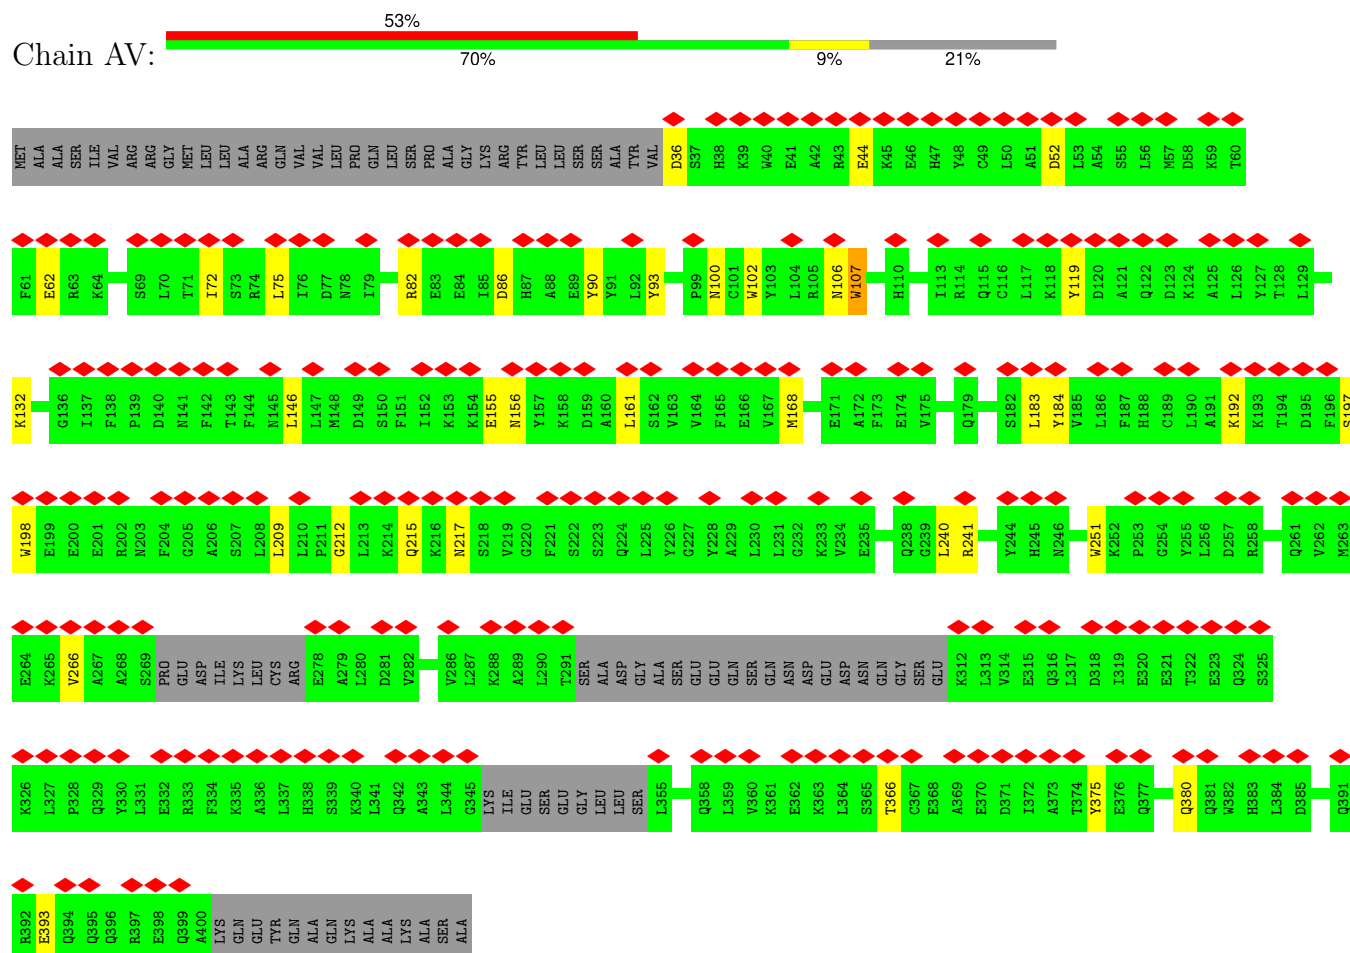 53%
Chain AV:
70% 9% 21%
MET ALA ALA SER ILE VAL ARG ARG GLY MET LEU LEU ALA ARG GLN VAL VAL LEU PRO GLN LEU SER PRO ALA GLY LYS ARG TYR LEU LEU SER SER ALA TYR VAL D36 S37 H38 K39 W40 E41 A42 R43 E44 K45 E46 H47 Y48 C49 L50 A51 D52 L53 A54 S55 L56 M57 D58 K59 T60
F61 E62 R63 K64 S69 L70 T71 I72 S73 R74 L75 I76 D77 N78 I79 R82 E83 E84 I85 D86 H87 A88 E89 Y90 Y91 L92 Y93 P99 N100 C101 W102 Y103 L104 R105 N106 W107 H110 I113 R114 Q115 C116 L117 K118 Y119 D120 A121 Q122 D123 K124 A125 L126 Y127 T128 L129
K132 G136 I137 F138 P139 D140 N141 F142 T143 F144 N145 L146 L147 M148 D149 S150 F151 I152 K153 K154 E155 N156 Y157 K158 D159 A160 L161 S162 V163 V164 F165 E166 V167 M168 E171 A172 F173 E174 V175 Q179 S182 L183 Y184 V185 L186 F187 H188 C189 L190 A191 K192 K193 T194 D195 F196 S197
W198 E199 E200 E201 R202 N203 F204 G205 A206 S207 L208 L209 L210 P211 G212 L213 K214 Q215 K216 N217 S218 V219 G220 F221 S222 S223 Q224 L225 Y226 G227 Y228 A229 L230 L231 G232 K233 V234 E235 Q238 G239 L240 R241 Y244 H245 N246 W251 K252 P253 G254 Y255 L256 D257 R258 Q261 V262 M263
E264 K265 V266 A267 A268 S269 PRO GLU ASP ILE LYS LEU CYS ARG E278 A279 L280 D281 V282 V286 L287 K288 A289 L290 T291 SER ALA ASP GLY ALA SER GLU GLU GLN SER GLN ASN ASP GLU ASP ASP ASN GLN GLY SER GLU K312 L313 V314 E315 Q316 L317 D318 I319 E320 E321 T322 E323 Q324 S325
K326 L327 P328 Q329 Y330 L331 E332 R333 F334 K335 A336 L337 H338 S339 K340 L341 Q342 A343 L344 G345 LYS ILE GLU SER GLU GLY LEU LEU SER L355 Q358 L359 V360 K361 E362 K363 L364 S365 T366 C367 E368 A369 E370 D371 I372 A373 T374 Y375 E376 Q377 Q380 Q381 W382 H383 L384 D385 Q391
R392 E393 Q394 Q395 Q396 R397 E398 Q399 A400 LYS GLN GLU TYR GLN ALA GLN LYS ALA ALA LYS ALA SER ALA